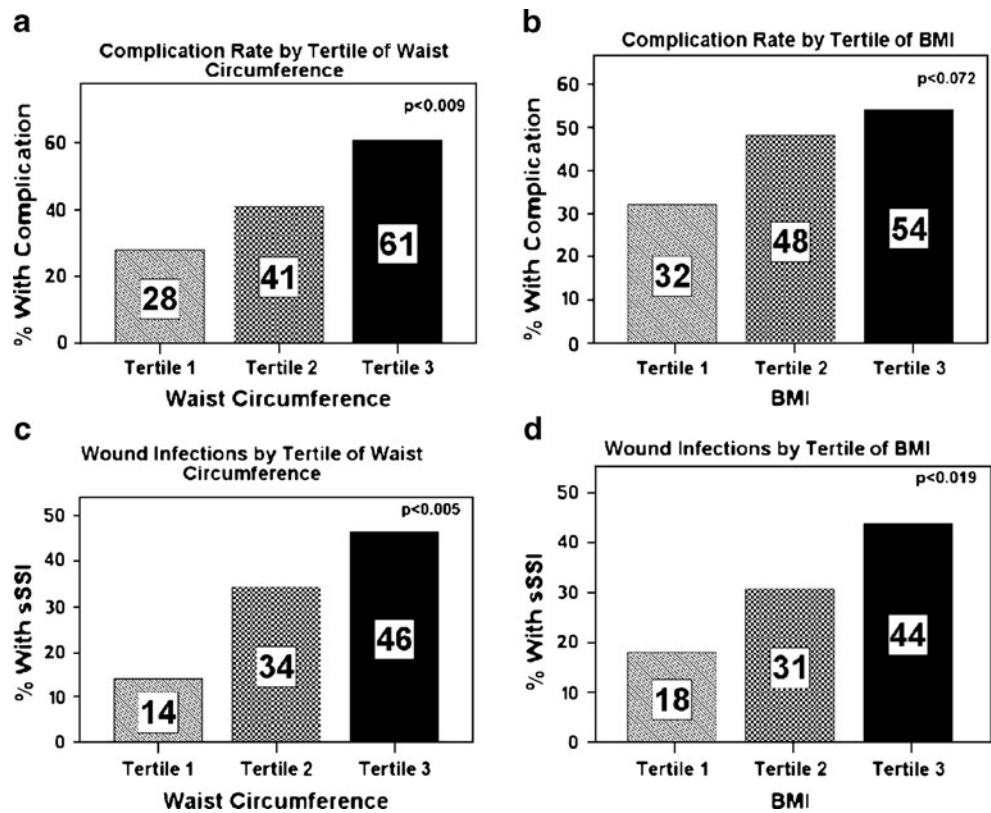 a
Complication Rate by Tertile of Waist
Circumference
p<0.009
% With Complication
60
40
20
0
28
41
61
Tertile 1
Tertile 2
Tertile 3
Waist Circumference
b
Complication Rate by Tertile of BMI
p<0.072
% With Complication
60
50
40
30
20
10
0
32
48
54
Tertile 1
Tertile 2
Tertile 3
BMI
c
Wound Infections by Tertile of Waist
Circumference
p<0.005
% With sSSI
50
40
30
20
10
0
14
34
46
Tertile 1
Tertile 2
Tertile 3
Waist Circumference
d
Wound Infections by Tertile of BMI
p<0.019
% With sSSI
50
40
30
20
10
0
18
31
44
Tertile 1
Tertile 2
Tertile 3
BMI